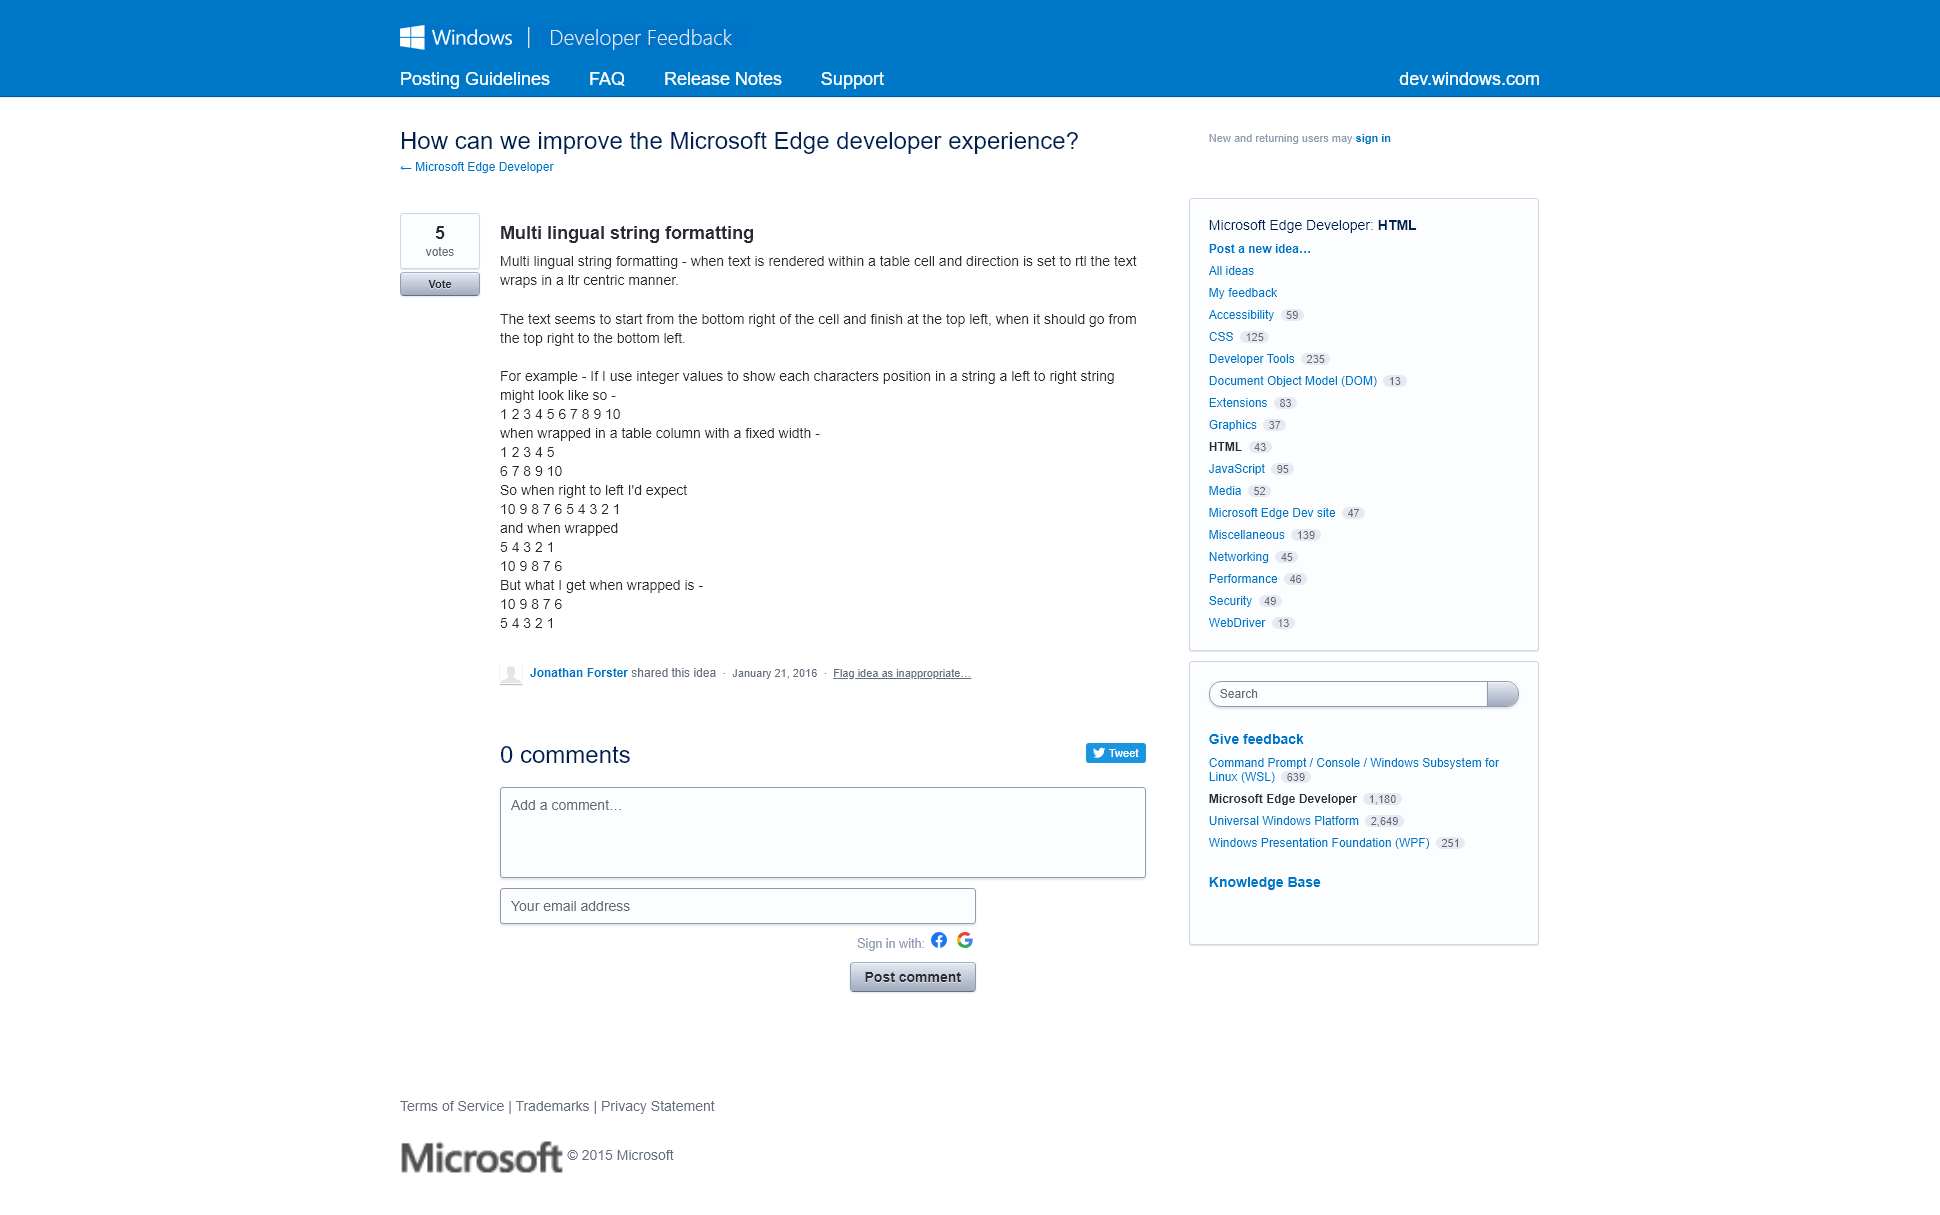 Windows | Developer Feedback
Posting Guidelines FAQ Release Notes Support dev.windows.com
How can we improve the Microsoft Edge developer experience?
← Microsoft Edge Developer
New and returning users may sign in
5
votes
Vote
Multi lingual string formatting
Multi lingual string formatting - when text is rendered within a table cell and direction is set to rtl the text
wraps in a ltr centric manner.
The text seems to start from the bottom right of the cell and finish at the top left, when it should go from
the top right to the bottom left.
For example - If I use integer values to show each characters position in a string a left to right string
might look like so -
1 2 3 4 5 6 7 8 9 10
when wrapped in a table column with a fixed width -
1 2 3 4 5
6 7 8 9 10
So when right to left I'd expect
10 9 8 7 6 5 4 3 2 1
and when wrapped
5 4 3 2 1
10 9 8 7 6
But what I get when wrapped is -
10 9 8 7 6
5 4 3 2 1
Jonathan Forster shared this idea · January 21, 2016 · Flag idea as inappropriate…
0 comments
Tweet
Add a comment…
Your email address
Sign in with:
Post comment
Microsoft Edge Developer: HTML
Post a new idea…
All ideas
My feedback
Accessibility 59
CSS 125
Developer Tools 235
Document Object Model (DOM) 13
Extensions 83
Graphics 37
HTML 43
JavaScript 95
Media 52
Microsoft Edge Dev site 47
Miscellaneous 139
Networking 45
Performance 46
Security 49
WebDriver 13
Search
Give feedback
Command Prompt / Console / Windows Subsystem for
Linux (WSL) 639
Microsoft Edge Developer 1,180
Universal Windows Platform 2,649
Windows Presentation Foundation (WPF) 251
Knowledge Base
Terms of Service | Trademarks | Privacy Statement
Microsoft © 2015 Microsoft